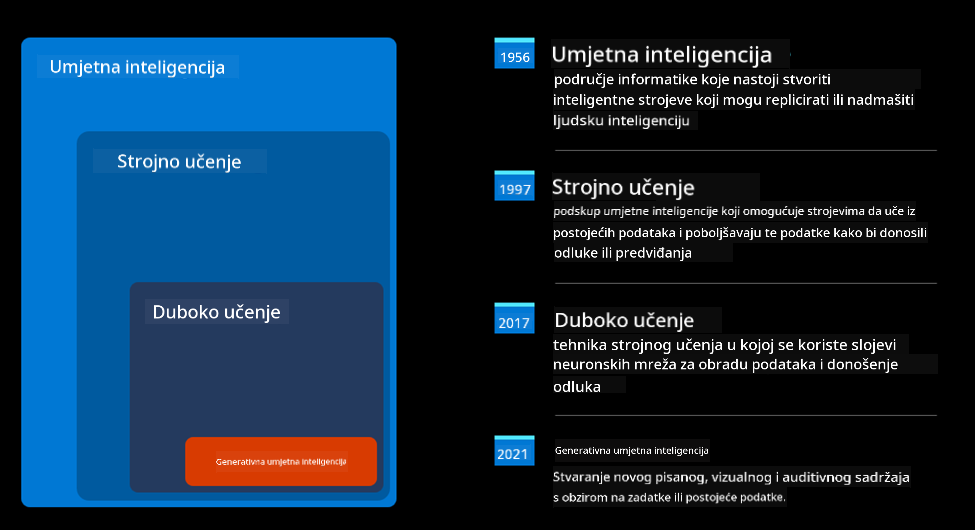 Umjetna inteligencija
Strojno učenje
Duboko učenje
Generativna umjetna inteligencija
1956
Umjetna inteligencija
područje informatike koje nastoji stvoriti
inteligentne strojeve koji mogu replicirati ili nadmašiti
ljudsku inteligenciju
1997
Strojno učenje
podskup umjetne inteligencije koji omogućuje strojevima da uče iz
postojećih podataka i poboljšavaju te podatke kako bi donosili
odluke ili predviđanja
2017
Duboko učenje
tehnika strojnog učenja u kojoj se koriste slojevi
neuronskih mreža za obradu podataka i donošenje
odluka
2021
Generativna umjetna inteligencija
Stvaranje novog pisanog, vizualnog i auditivnog sadržaja
s obzirom na zadatke ili postojeće podatke.